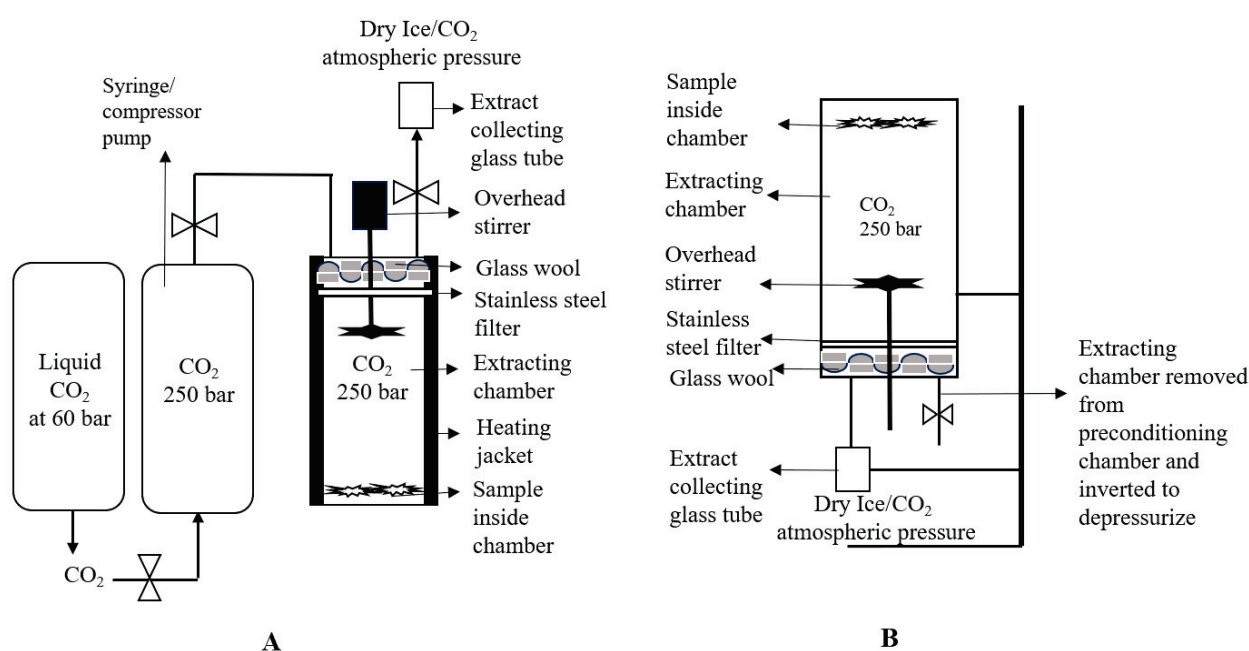 Dry Ice/CO₂
atmospheric pressure
Syringe/
compressor
pump
Extract
collecting
glass tube
Overhead
stirrer
Glass wool
Stainless steel
filter
Liquid
CO₂
at 60 bar
CO₂
250 bar
CO₂
250 bar
Extracting
chamber
Heating
jacket
Sample
inside
chamber
CO₂
A
Sample
inside
chamber
Extracting
chamber
CO₂
250 bar
Overhead
stirrer
Stainless
steel filter
Glass wool
Extracting
chamber removed
from
preconditioning
chamber and
inverted to
depressurize
Extract
collecting
glass tube
Dry Ice/CO₂
atmospheric pressure
B